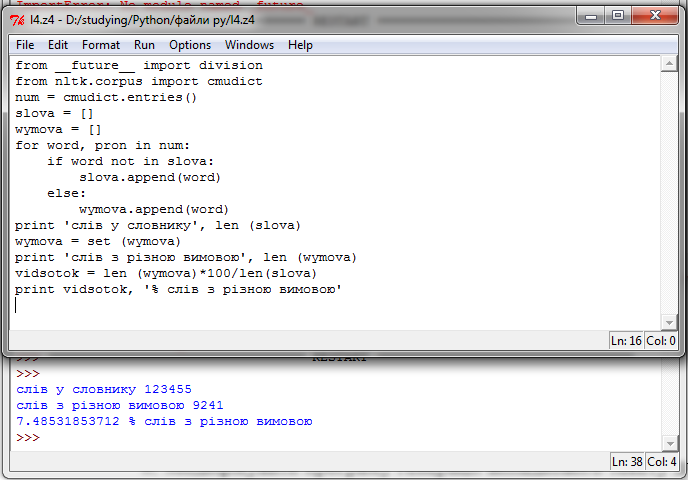 ImportError: No module named  future
l4.z4 - D:/studying/Python/файли py/l4.z4
File Edit Format Run Options Windows Help
from __future__ import division
from nltk.corpus import cmudict
num = cmudict.entries()
slova = []
wymova = []
for word, pron in num:
    if word not in slova:
        slova.append(word)
    else:
        wymova.append(word)
print 'слів у словнику', len (slova)
wymova = set (wymova)
print 'слів з різною вимовою', len (wymova)
vidsotok = len (wymova)*100/len(slova)
print vidsotok, '% слів з різною вимовою'
Ln: 16 Col: 0
>>> RESTART
>>>
слів у словнику 123455
слів з різною вимовою 9241
7.48531853712 % слів з різною вимовою
>>>
Ln: 38 Col: 4